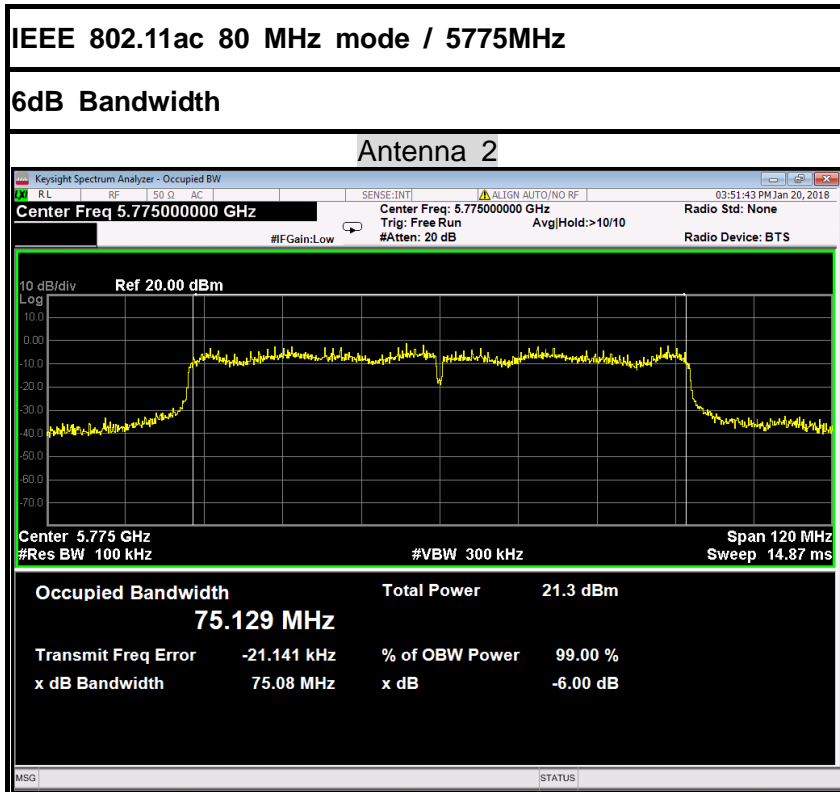 IEEE 802.11ac 80 MHz mode / 5775MHz
6dB Bandwidth
Antenna 2
Keysight Spectrum Analyzer - Occupied BW
LXI RL RF 50 Ω AC SENSE:INT ALIGN AUTO/NO RF 03:51:43 PM Jan 20, 2018
Center Freq 5.775000000 GHz Center Freq: 5.775000000 GHz Radio Std: None
Trig: Free Run Avg|Hold:>10/10
#IFGain:Low #Atten: 20 dB Radio Device: BTS
10 dB/div Ref 20.00 dBm
Log
10.0
0.00
-10.0
-20.0
-30.0
-40.0
-50.0
-60.0
-70.0
Center 5.775 GHz Span 120 MHz
#Res BW 100 kHz #VBW 300 kHz Sweep 14.87 ms
Occupied Bandwidth Total Power 21.3 dBm
75.129 MHz
Transmit Freq Error -21.141 kHz % of OBW Power 99.00 %
x dB Bandwidth 75.08 MHz x dB -6.00 dB
MSG STATUS